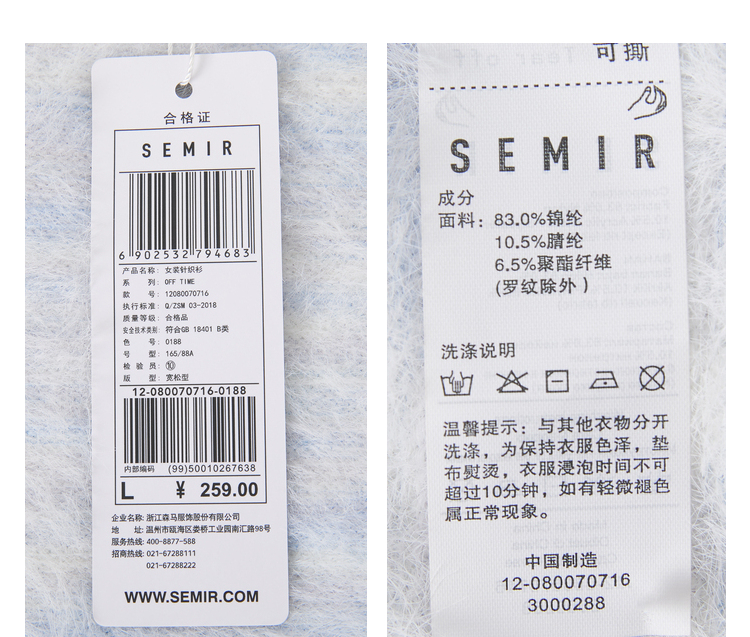 合格证
SEMIR
6 902532 794683
产品名称: 女装针织衫
系 列: OFF TIME
款 号: 12080070716
执行标准: Q/ZSM 03-2018
质量等级: 合格品
安全技术类别: 符合GB 18401 B类
色 号: 0188
号 型: 165/88A
检 验 员: ⑩
版 型: 宽松型
12-080070716-0188
内部编码 (99)50010267638
L ¥ 259.00
企业名称: 浙江森马服饰股份有限公司
地 址: 温州市瓯海区娄桥工业园南汇路98号
服务热线: 400-8877-588
招商热线: 021-67288111
021-67288222
WWW.SEMIR.COM
可撕
Tear off
SEMIR
成分
面料: 83.0%锦纶
10.5%腈纶
6.5%聚酯纤维
(罗纹除外)
洗涤说明
温馨提示: 与其他衣物分开
洗涤，为保持衣服色泽，垫
布熨烫，衣服浸泡时间不可
超过10分钟，如有轻微褪色
属正常现象。
中国制造
12-080070716
3000288